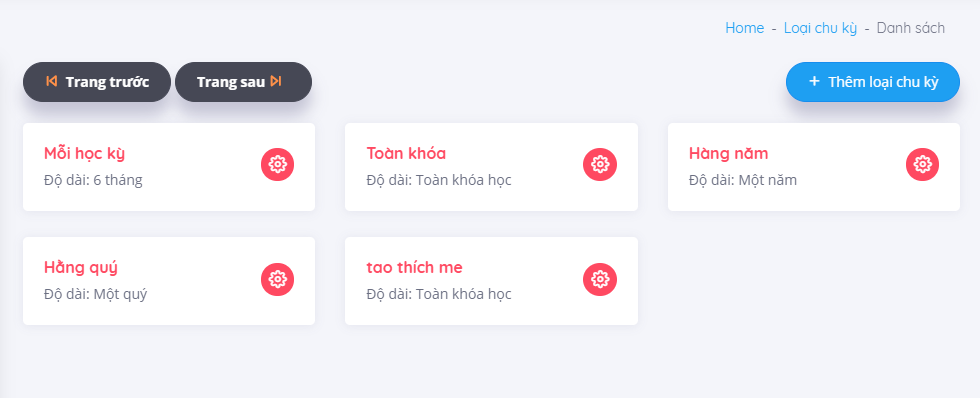 Home - Loại chu kỳ - Danh sách
Trang trước Trang sau + Thêm loại chu kỳ
Mỗi học kỳ
Độ dài: 6 tháng
Toàn khóa
Độ dài: Toàn khóa học
Hàng năm
Độ dài: Một năm
Hằng quý
Độ dài: Một quý
tao thích me
Độ dài: Toàn khóa học